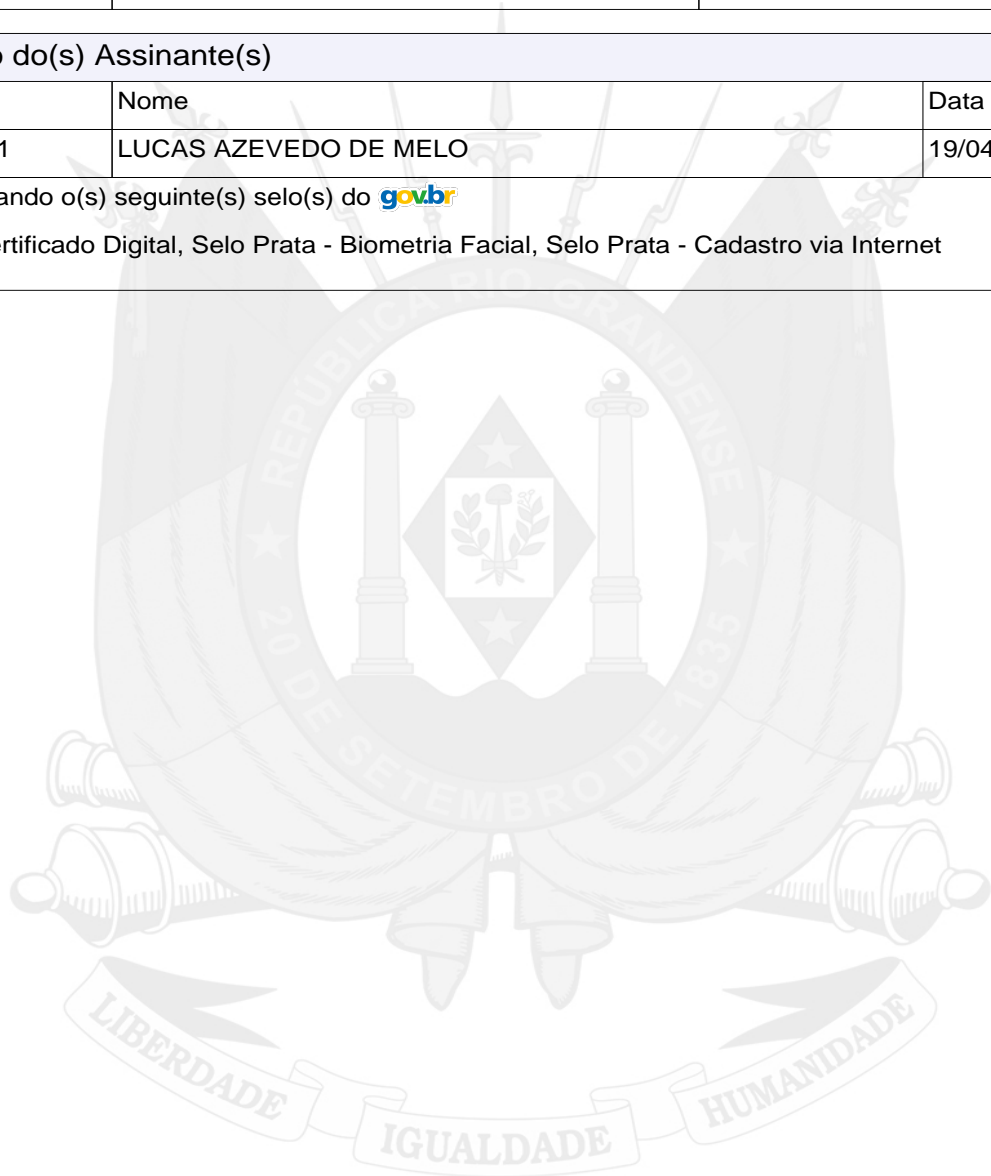 do(s) Assinante(s)
Nome Data
1 LUCAS AZEVEDO DE MELO 19/04
ando o(s) seguinte(s) selo(s) do gov.br
ertificado Digital, Selo Prata - Biometria Facial, Selo Prata - Cadastro via Internet
REPÚBLICA RIO-GRANDENSE
20 DE SETEMBRO DE 1835
LIBERDADE
IGUALDADE
HUMANIDADE